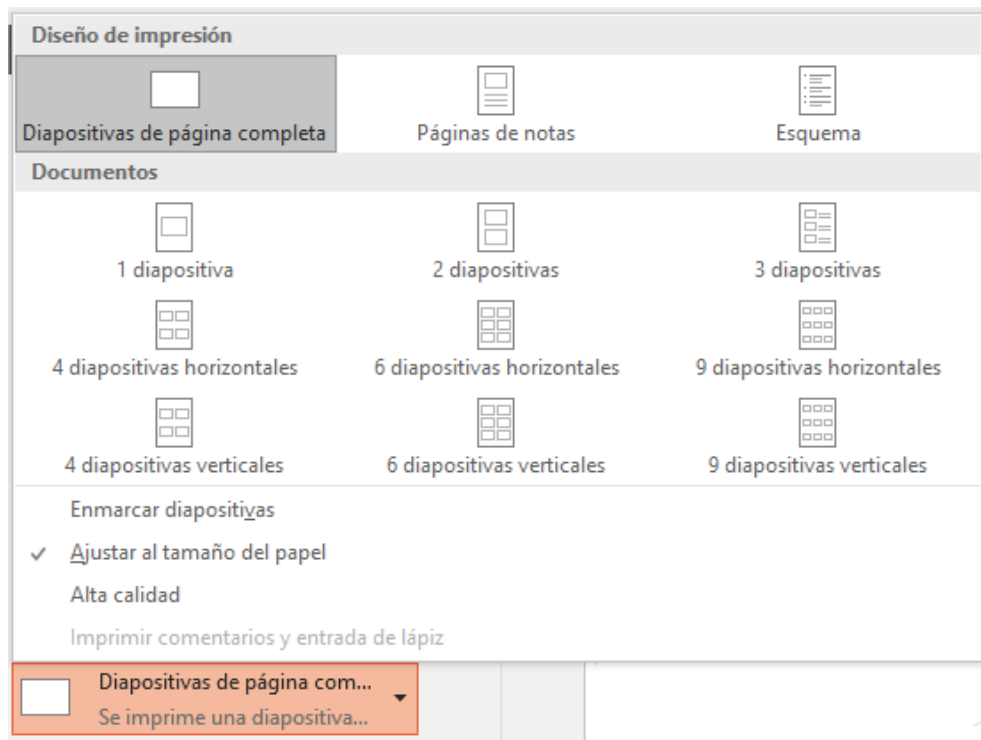 Diseño de impresión
Diapositivas de página completa
Páginas de notas
Esquema
Documentos
1 diapositiva
2 diapositivas
3 diapositivas
4 diapositivas horizontales
6 diapositivas horizontales
9 diapositivas horizontales
4 diapositivas verticales
6 diapositivas verticales
9 diapositivas verticales
Enmarcar diapositivas
Ajustar al tamaño del papel
Alta calidad
Imprimir comentarios y entrada de lápiz
Diapositivas de página com...
Se imprime una diapositiva...